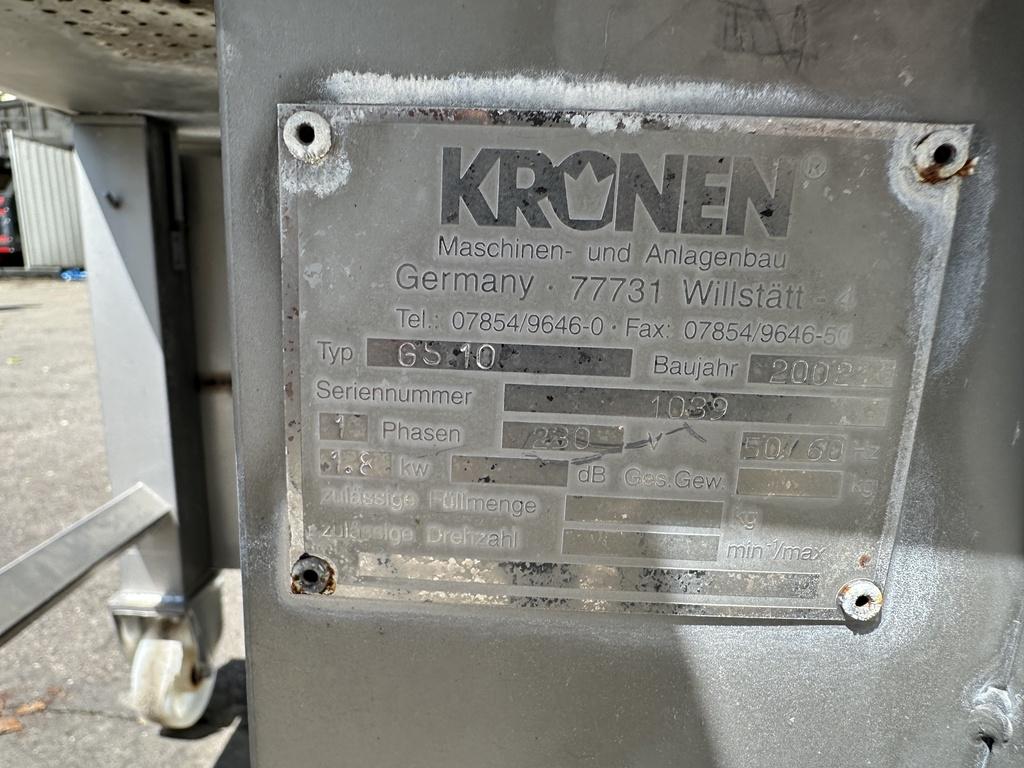 KRONEN®
Maschinen- und Anlagenbau
Germany · 77731 Willstätt - 4
Tel.: 07854/9646-0 · Fax: 07854/9646-50
Typ GS 10 Baujahr 2002
Seriennummer 1039
1 Phasen 230 V 50/60 Hz
1.8 kw dB Ges.Gew. kg
zulässige Füllmenge kg
zulässige Drehzahl min⁻¹/max